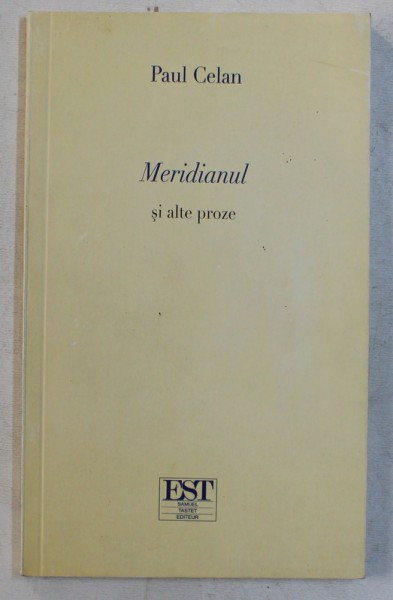 Paul Celan
Meridianul
și alte proze
EST
SAMUEL
TASTET
EDITEUR